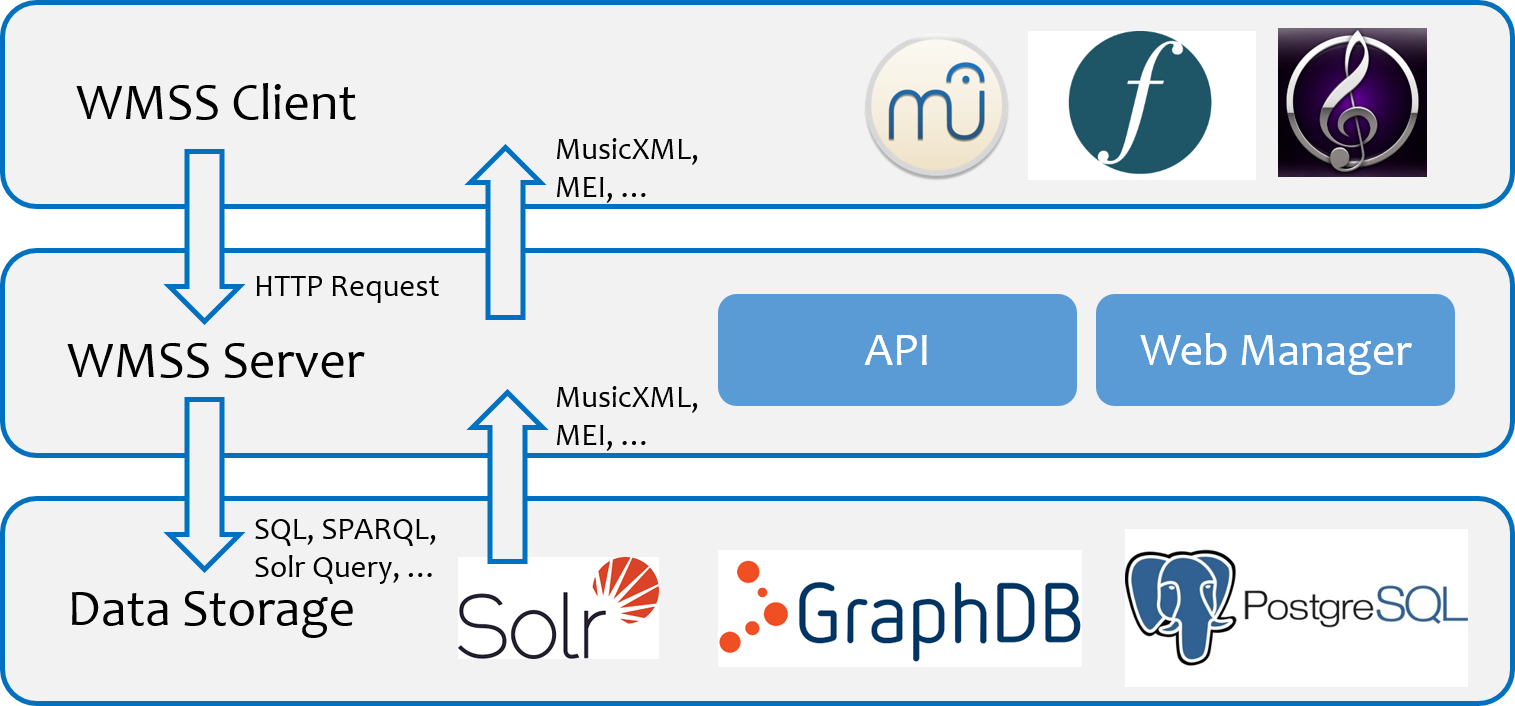 WMSS Client
mu
f
MusicXML,
MEI, ...
HTTP Request
WMSS Server
API
Web Manager
MusicXML,
MEI, ...
SQL, SPARQL,
Solr Query, ...
Data Storage
Solr
GraphDB
PostgreSQL